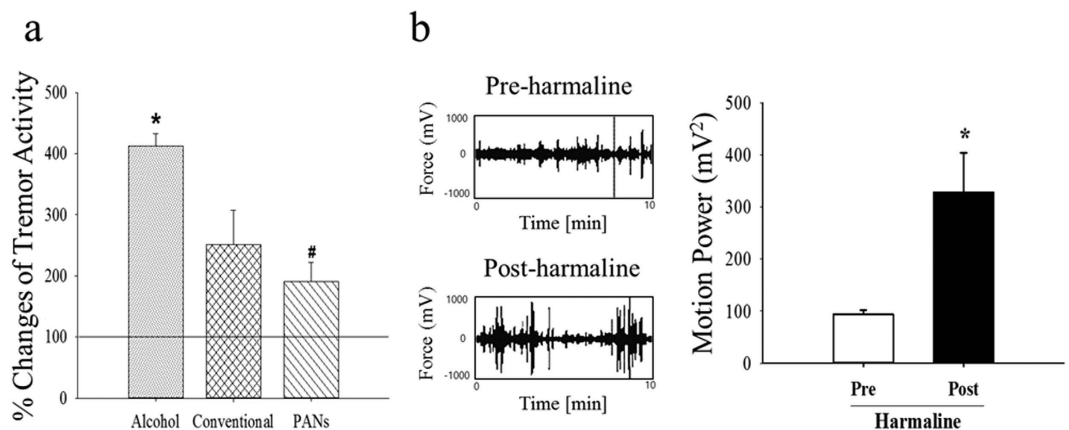 a
% Changes of Tremor Activity
500
400
300
200
100
0
*
#
Alcohol Conventional PANs
b
Pre-harmaline
Force (mV)
1000
0
-1000
0 10
Time [min]
Post-harmaline
Force (mV)
1000
0
-1000
0 10
Time [min]
Motion Power (mV²)
500
400
300
200
100
0
*
Pre Post
Harmaline